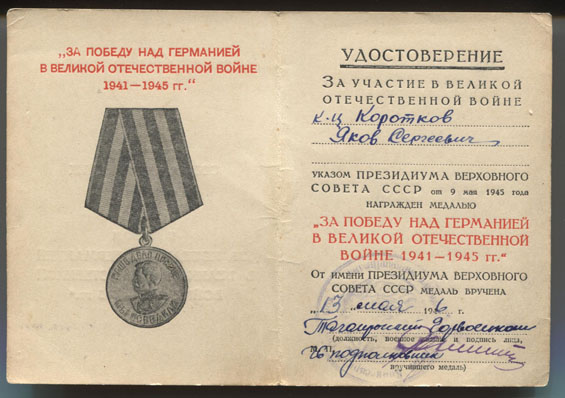 „ЗА ПОБЕДУ НАД ГЕРМАНИЕЙ
В ВЕЛИКОЙ ОТЕЧЕСТВЕННОЙ ВОЙНЕ
1941—1945 гг.“
УДОСТОВЕРЕНИЕ
ЗА УЧАСТИЕ В ВЕЛИКОЙ
ОТЕЧЕСТВЕННОЙ ВОЙНЕ
к-ц Коротков
Яков Сергеевич
УКАЗОМ ПРЕЗИДИУМА ВЕРХОВНОГО
СОВЕТА СССР от 9 мая 1945 года
НАГРАЖДЕН МЕДАЛЬЮ
„ЗА ПОБЕДУ НАД ГЕРМАНИЕЙ
В ВЕЛИКОЙ ОТЕЧЕСТВЕННОЙ
ВОЙНЕ 1941—1945 гг.“
ОТ ИМЕНИ ПРЕЗИДИУМА ВЕРХОВНОГО
СОВЕТА СССР МЕДАЛЬ ВРУЧЕНА
„13“ мая 1946 г.
(должность, военное звание и подпись лица,
подполковник
вручившего медаль)